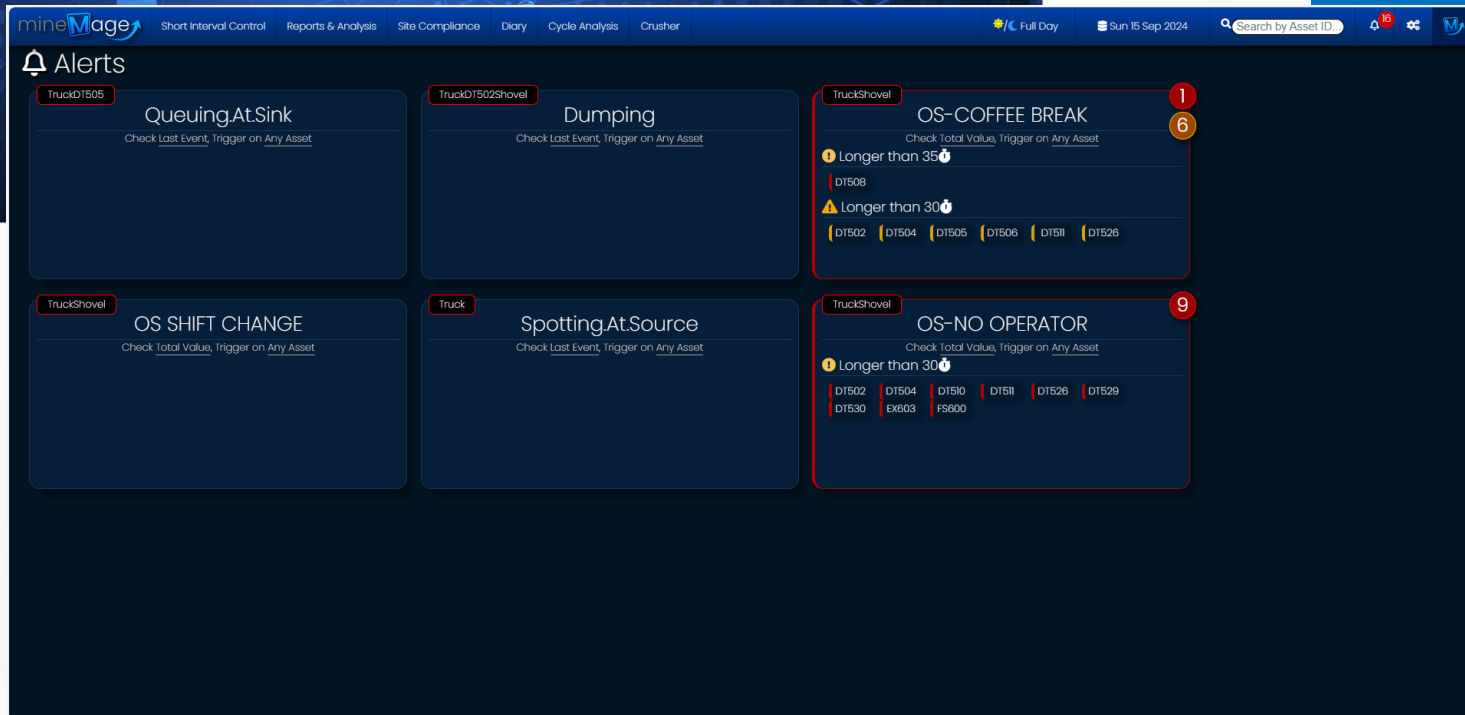 mineMage Short Interval Control Reports & Analysis Site Compliance Diary Cycle Analysis Crusher / Full Day Sun 15 Sep 2024 Search by Asset ID... 16 M
Alerts
TruckDT505
Queuing.At.Sink
Check Last Event, Trigger on Any Asset
TruckDT502Shovel
Dumping
Check Last Event, Trigger on Any Asset
TruckShovel
1
OS-COFFEE BREAK
6
Check Total Value, Trigger on Any Asset
Longer than 35
DT508
Longer than 30
DT502 DT504 DT505 DT506 DT511 DT526
TruckShovel
OS SHIFT CHANGE
Check Total Value, Trigger on Any Asset
Truck
Spotting.At.Source
Check Last Event, Trigger on Any Asset
TruckShovel
9
OS-NO OPERATOR
Check Total Value, Trigger on Any Asset
Longer than 30
DT502 DT504 DT510 DT511 DT526 DT529
DT530 EX603 FS600